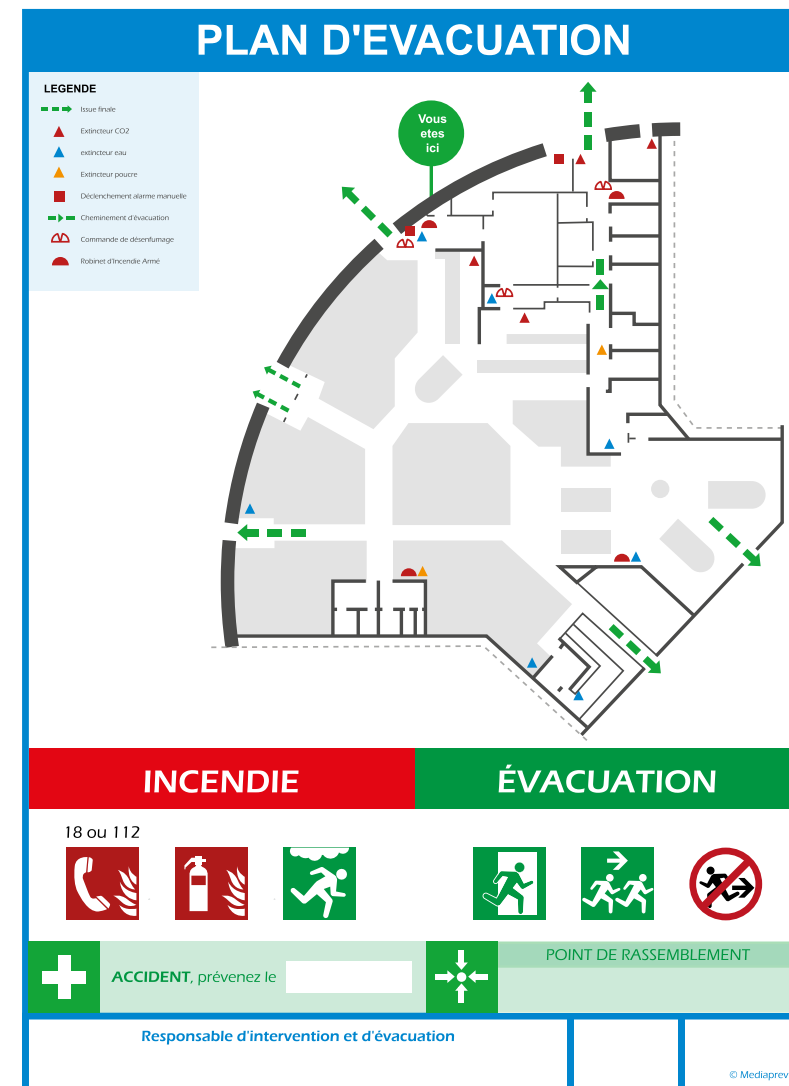 PLAN D'EVACUATION
LEGENDE
Issue finale
Extincteur CO2
extincteur eau
Extincteur poucre
Déclenchement alarme manuelle
Cheminement d'évacuation
Commande de désenfumage
Robinet d'Incendie Armé
Vous
etes
ici
INCENDIE
ÉVACUATION
18 ou 112
ACCIDENT, prévenez le
POINT DE RASSEMBLEMENT
Responsable d'intervention et d'évacuation
© Mediaprev